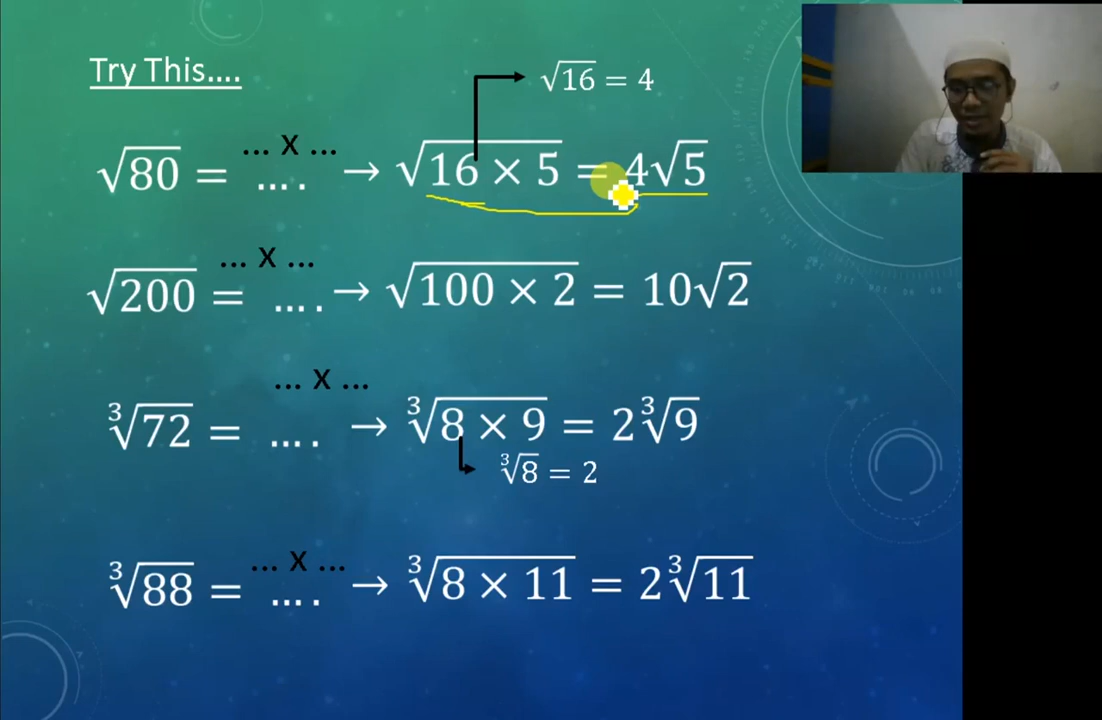 Try This....
√16 = 4
√80 = ... x ... .... → √16 × 5 = 4√5
√200 = ... x ... .... → √100 × 2 = 10√2
∛72 = ... x ... .... → ∛8 × 9 = 2∛9
∛8 = 2
∛88 = ... x ... .... → ∛8 × 11 = 2∛11